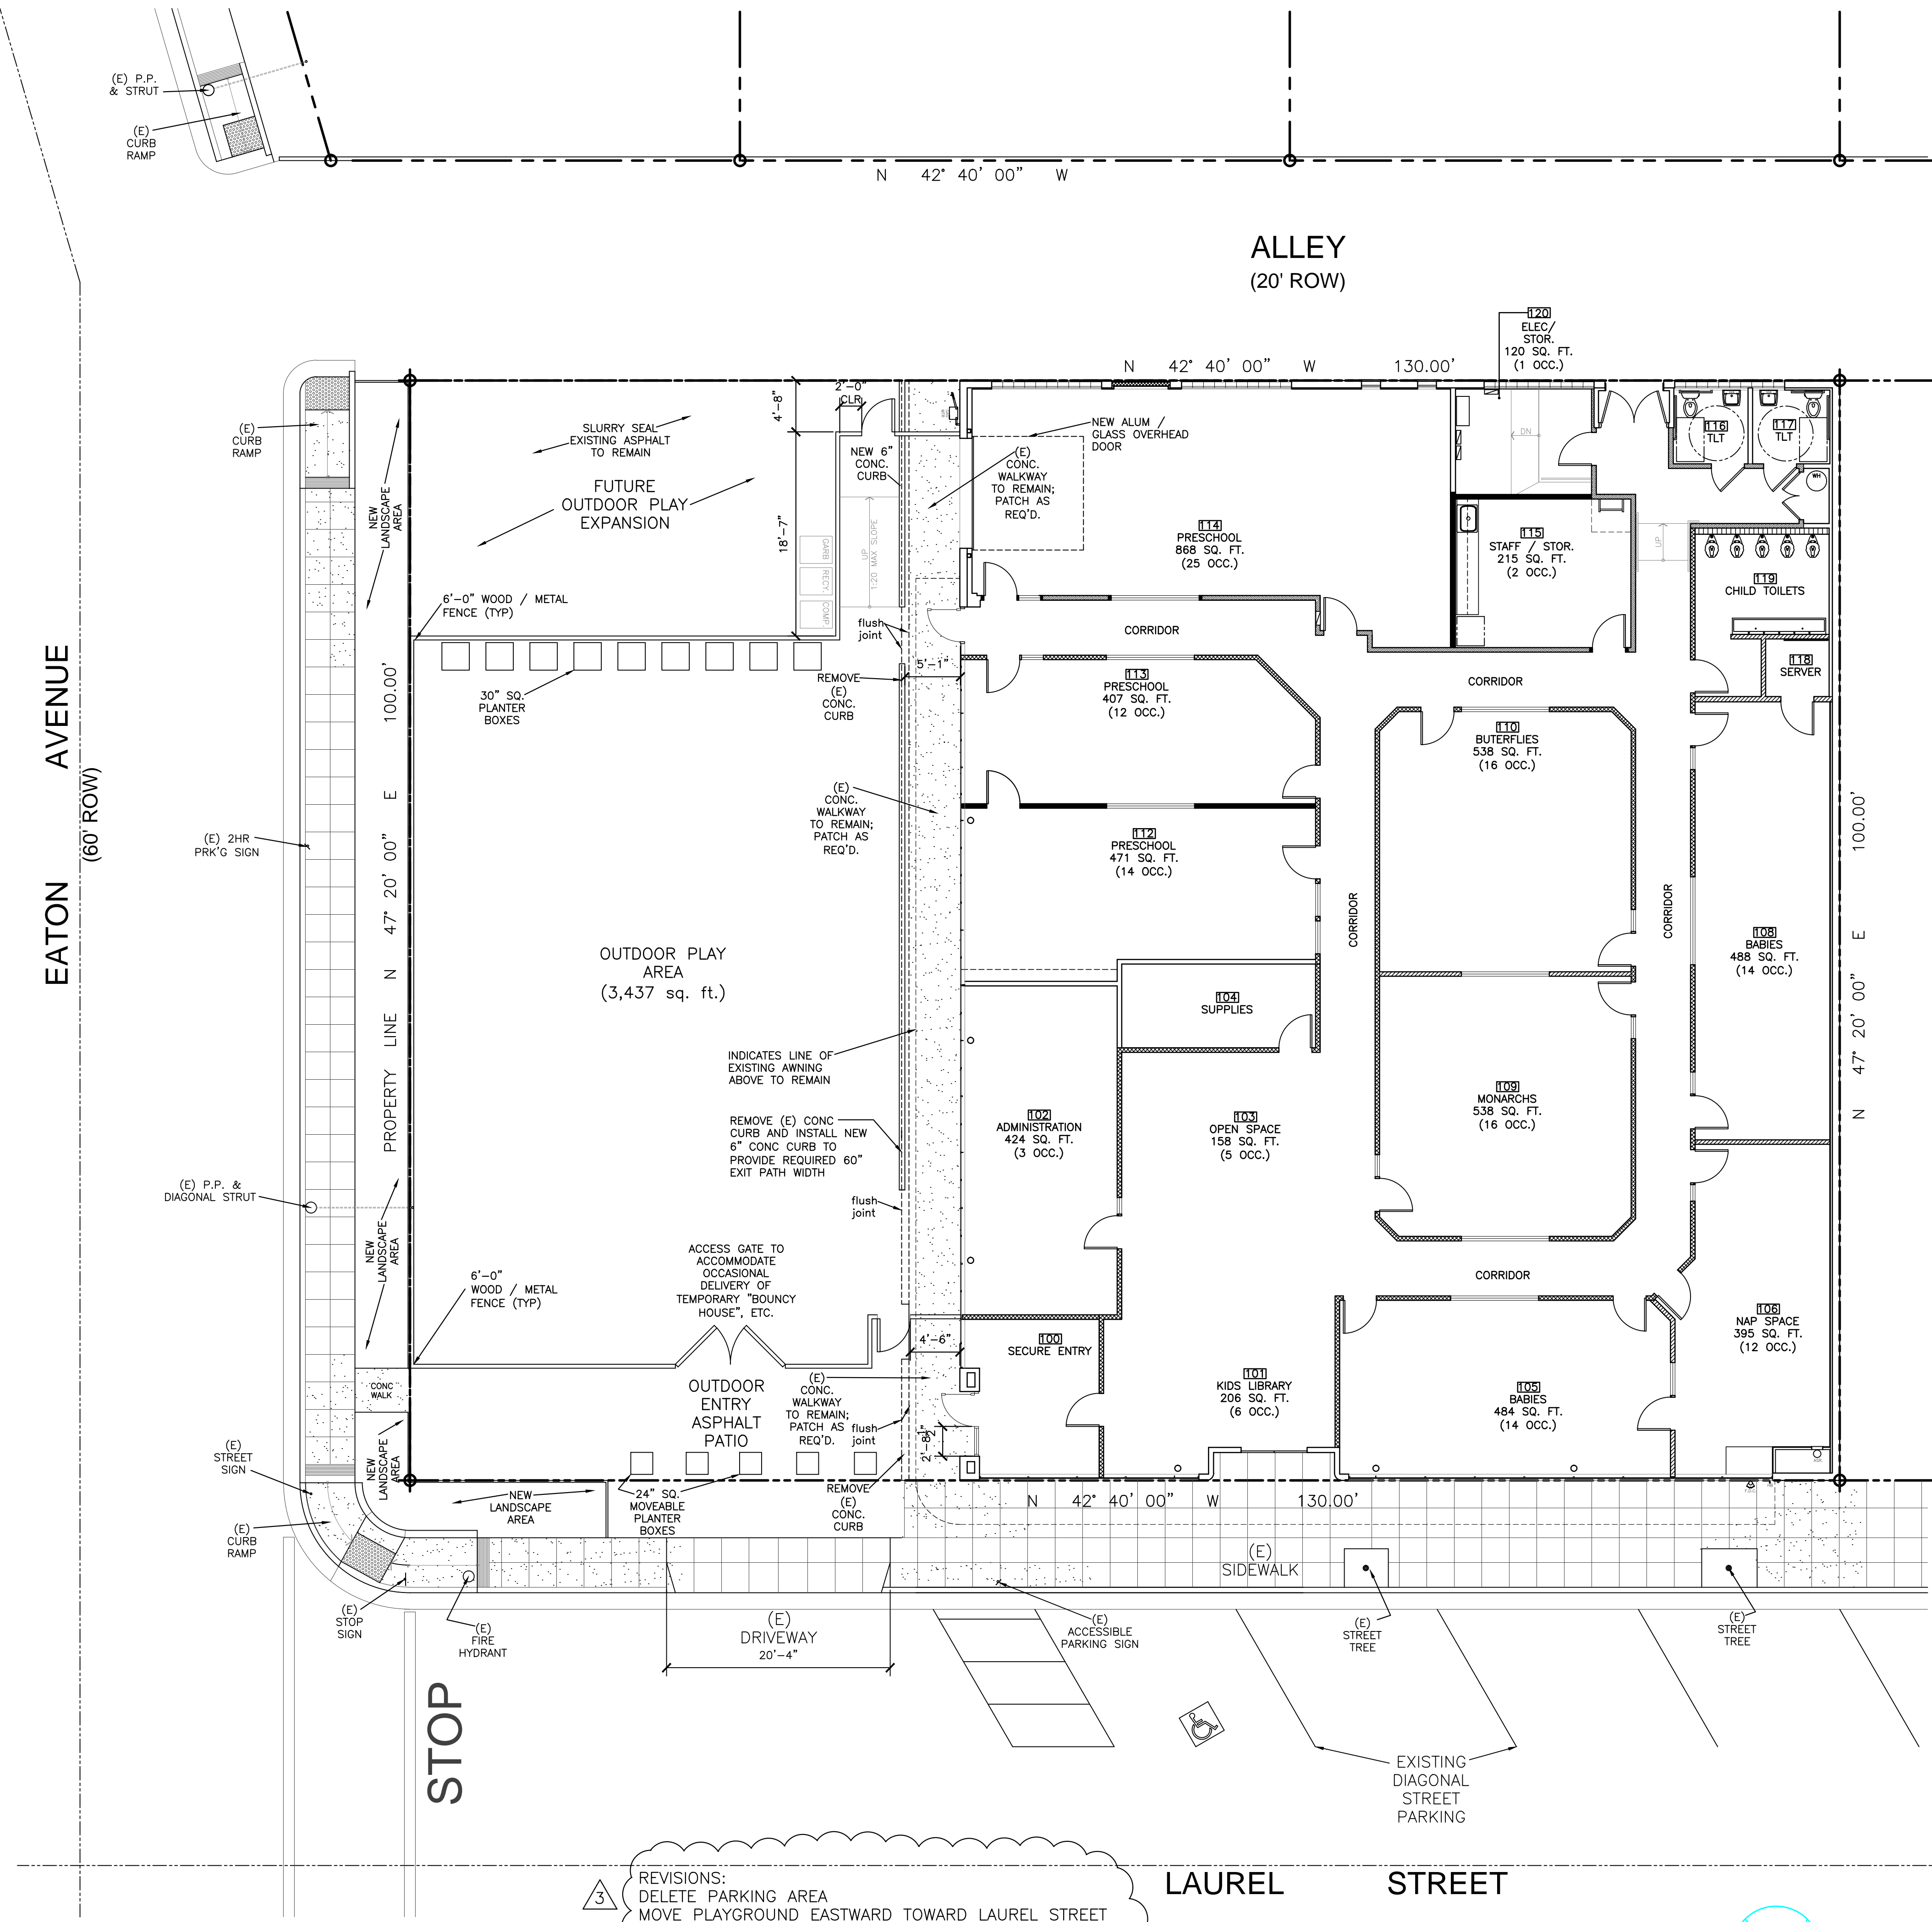 (E) P.P.
& STRUT
(E)
CURB
RAMP
N 42° 40' 00" W
ALLEY
(20' ROW)
120
ELEC/
STOR.
120 SQ. FT.
(1 OCC.)
N 42° 40' 00" W 130.00'
2'-0"
CLR
4'-8"
18'-7"
(E)
CURB
RAMP
NEW
LANDSCAPE
AREA
SLURRY SEAL
EXISTING ASPHALT
TO REMAIN
FUTURE
OUTDOOR PLAY
EXPANSION
NEW 6"
CONC.
CURB
UP
1:20 MAX SLOPE
GARB
RECY.
COMP.
(E)
CONC.
WALKWAY
TO REMAIN;
PATCH AS
REQ'D.
NEW ALUM /
GLASS OVERHEAD
DOOR
114
PRESCHOOL
868 SQ. FT.
(25 OCC.)
DN
116
TLT
117
TLT
WH
115
STAFF / STOR.
215 SQ. FT.
(2 OCC.)
UP
119
CHILD TOILETS
118
SERVER
6'-0" WOOD / METAL
FENCE (TYP)
flush
joint
5'-1"
CORRIDOR
CORRIDOR
EATON AVENUE
(60' ROW)
PROPERTY LINE N 47° 20' 00" E 100.00'
30" SQ.
PLANTER
BOXES
REMOVE
(E)
CONC.
CURB
113
PRESCHOOL
407 SQ. FT.
(12 OCC.)
110
BUTERFLIES
538 SQ. FT.
(16 OCC.)
(E) 2HR
PRK'G SIGN
(E)
CONC.
WALKWAY
TO REMAIN;
PATCH AS
REQ'D.
112
PRESCHOOL
471 SQ. FT.
(14 OCC.)
CORRIDOR
CORRIDOR
108
BABIES
488 SQ. FT.
(14 OCC.)
N 47° 20' 00" E 100.00'
OUTDOOR PLAY
AREA
(3,437 sq. ft.)
104
SUPPLIES
INDICATES LINE OF
EXISTING AWNING
ABOVE TO REMAIN
REMOVE (E) CONC
CURB AND INSTALL NEW
6" CONC CURB TO
PROVIDE REQUIRED 60"
EXIT PATH WIDTH
102
ADMINISTRATION
424 SQ. FT.
(3 OCC.)
103
OPEN SPACE
158 SQ. FT.
(5 OCC.)
109
MONARCHS
538 SQ. FT.
(16 OCC.)
(E) P.P. &
DIAGONAL STRUT
flush
joint
NEW
LANDSCAPE
AREA
6'-0"
WOOD / METAL
FENCE (TYP)
ACCESS GATE TO
ACCOMMODATE
OCCASIONAL
DELIVERY OF
TEMPORARY "BOUNCY
HOUSE", ETC.
4'-6"
CORRIDOR
100
SECURE ENTRY
106
NAP SPACE
395 SQ. FT.
(12 OCC.)
CONC
WALK
OUTDOOR
ENTRY
ASPHALT
PATIO
(E)
CONC.
WALKWAY
TO REMAIN;
PATCH AS
REQ'D.
flush
joint
2'-8½"
101
KIDS LIBRARY
206 SQ. FT.
(6 OCC.)
105
BABIES
484 SQ. FT.
(14 OCC.)
(E)
STREET
SIGN
NEW
LANDSCAPE
AREA
NEW
LANDSCAPE
AREA
24" SQ.
MOVEABLE
PLANTER
BOXES
REMOVE
(E)
CONC.
CURB
N 42° 40' 00" W 130.00'
(E)
CURB
RAMP
(E)
SIDEWALK
(E)
STOP
SIGN
(E)
FIRE
HYDRANT
(E)
DRIVEWAY
20'-4"
(E)
ACCESSIBLE
PARKING SIGN
(E)
STREET
TREE
(E)
STREET
TREE
STOP
EXISTING
DIAGONAL
STREET
PARKING
3
REVISIONS:
DELETE PARKING AREA
MOVE PLAYGROUND EASTWARD TOWARD LAUREL STREET
LAUREL STREET